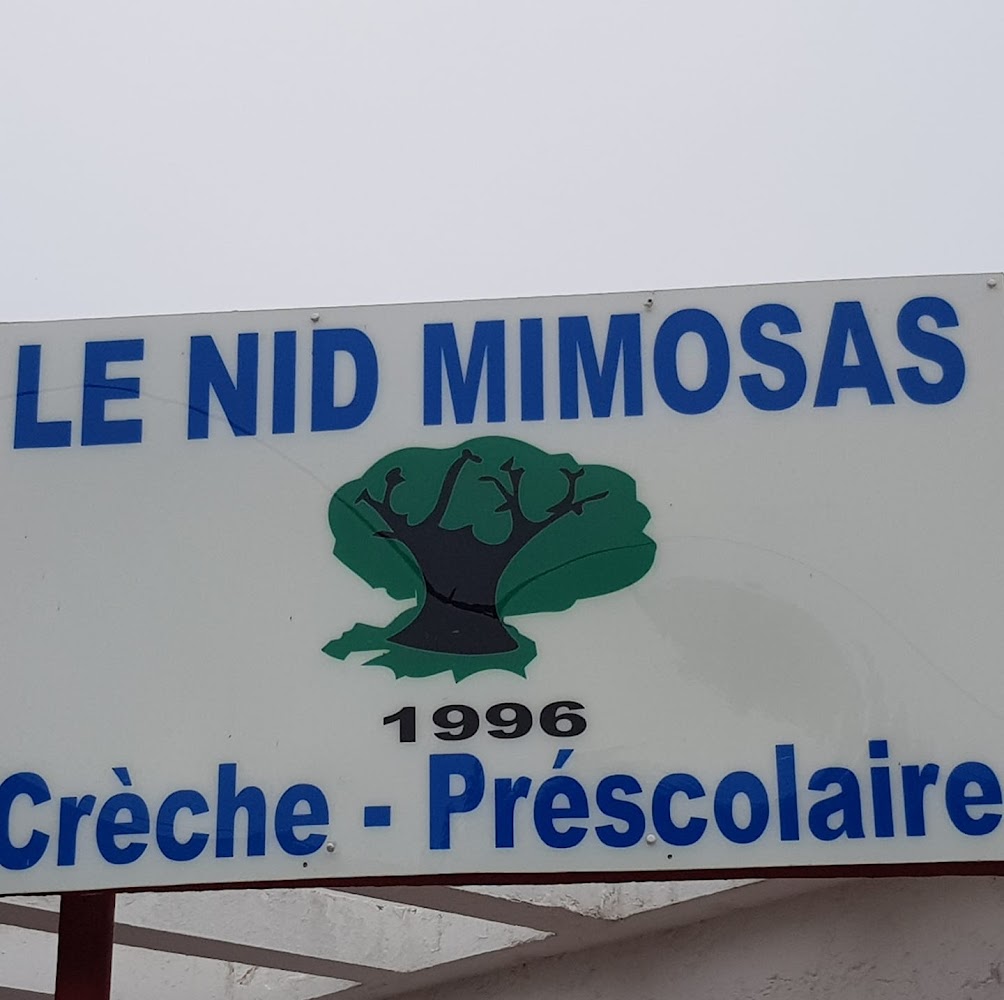 LE NID MIMOSAS
1996
Crèche - Préscolaire